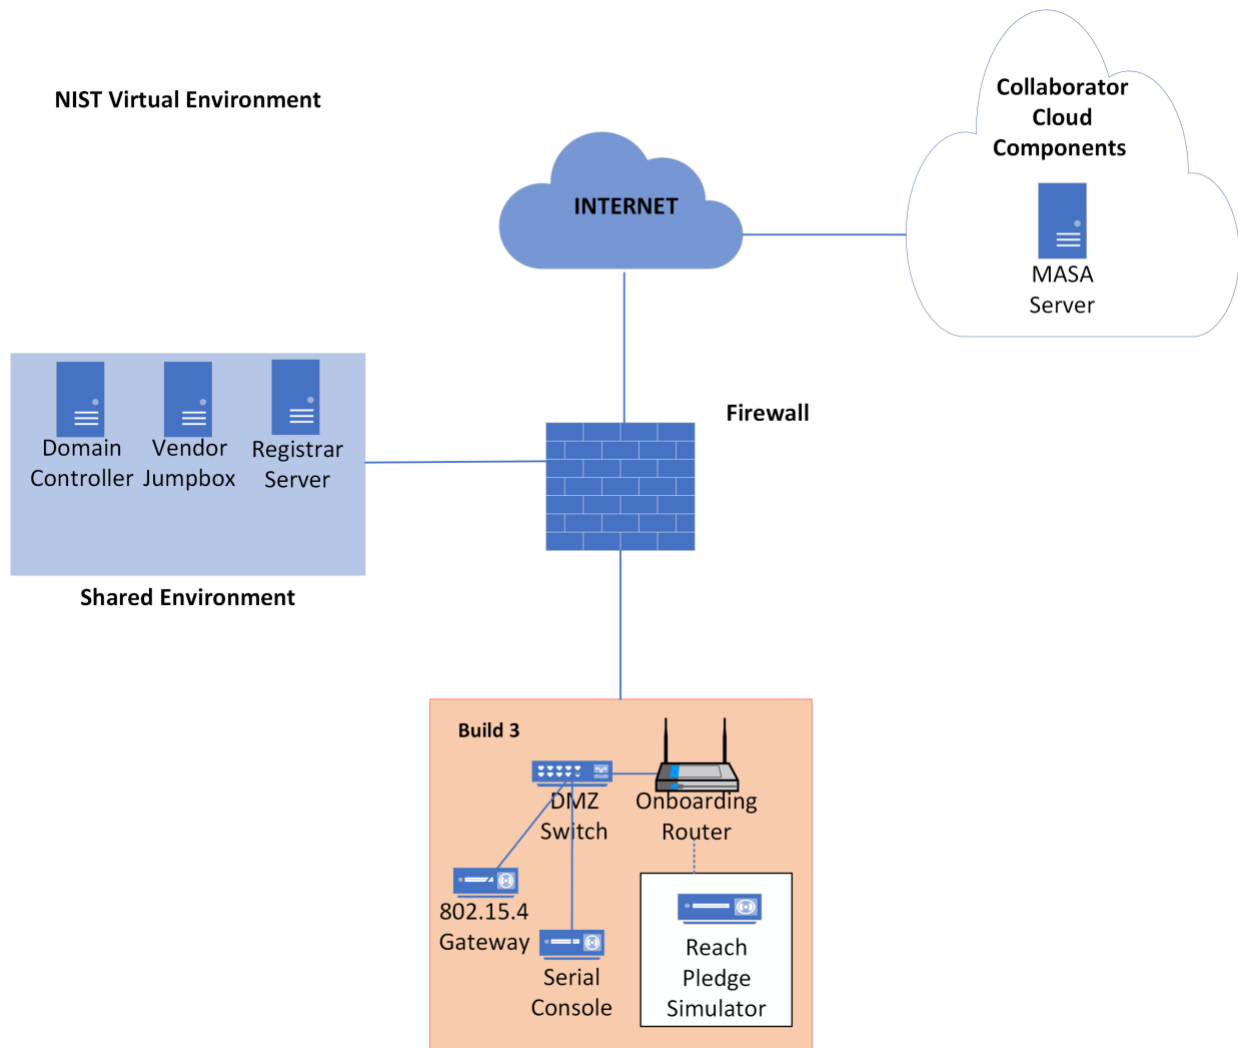 NIST Virtual Environment
Collaborator
Cloud
Components
INTERNET
MASA
Server
Firewall
Domain
Controller
Vendor
Jumpbox
Registrar
Server
Shared Environment
Build 3
DMZ
Switch
Onboarding
Router
802.15.4
Gateway
Serial
Console
Reach
Pledge
Simulator